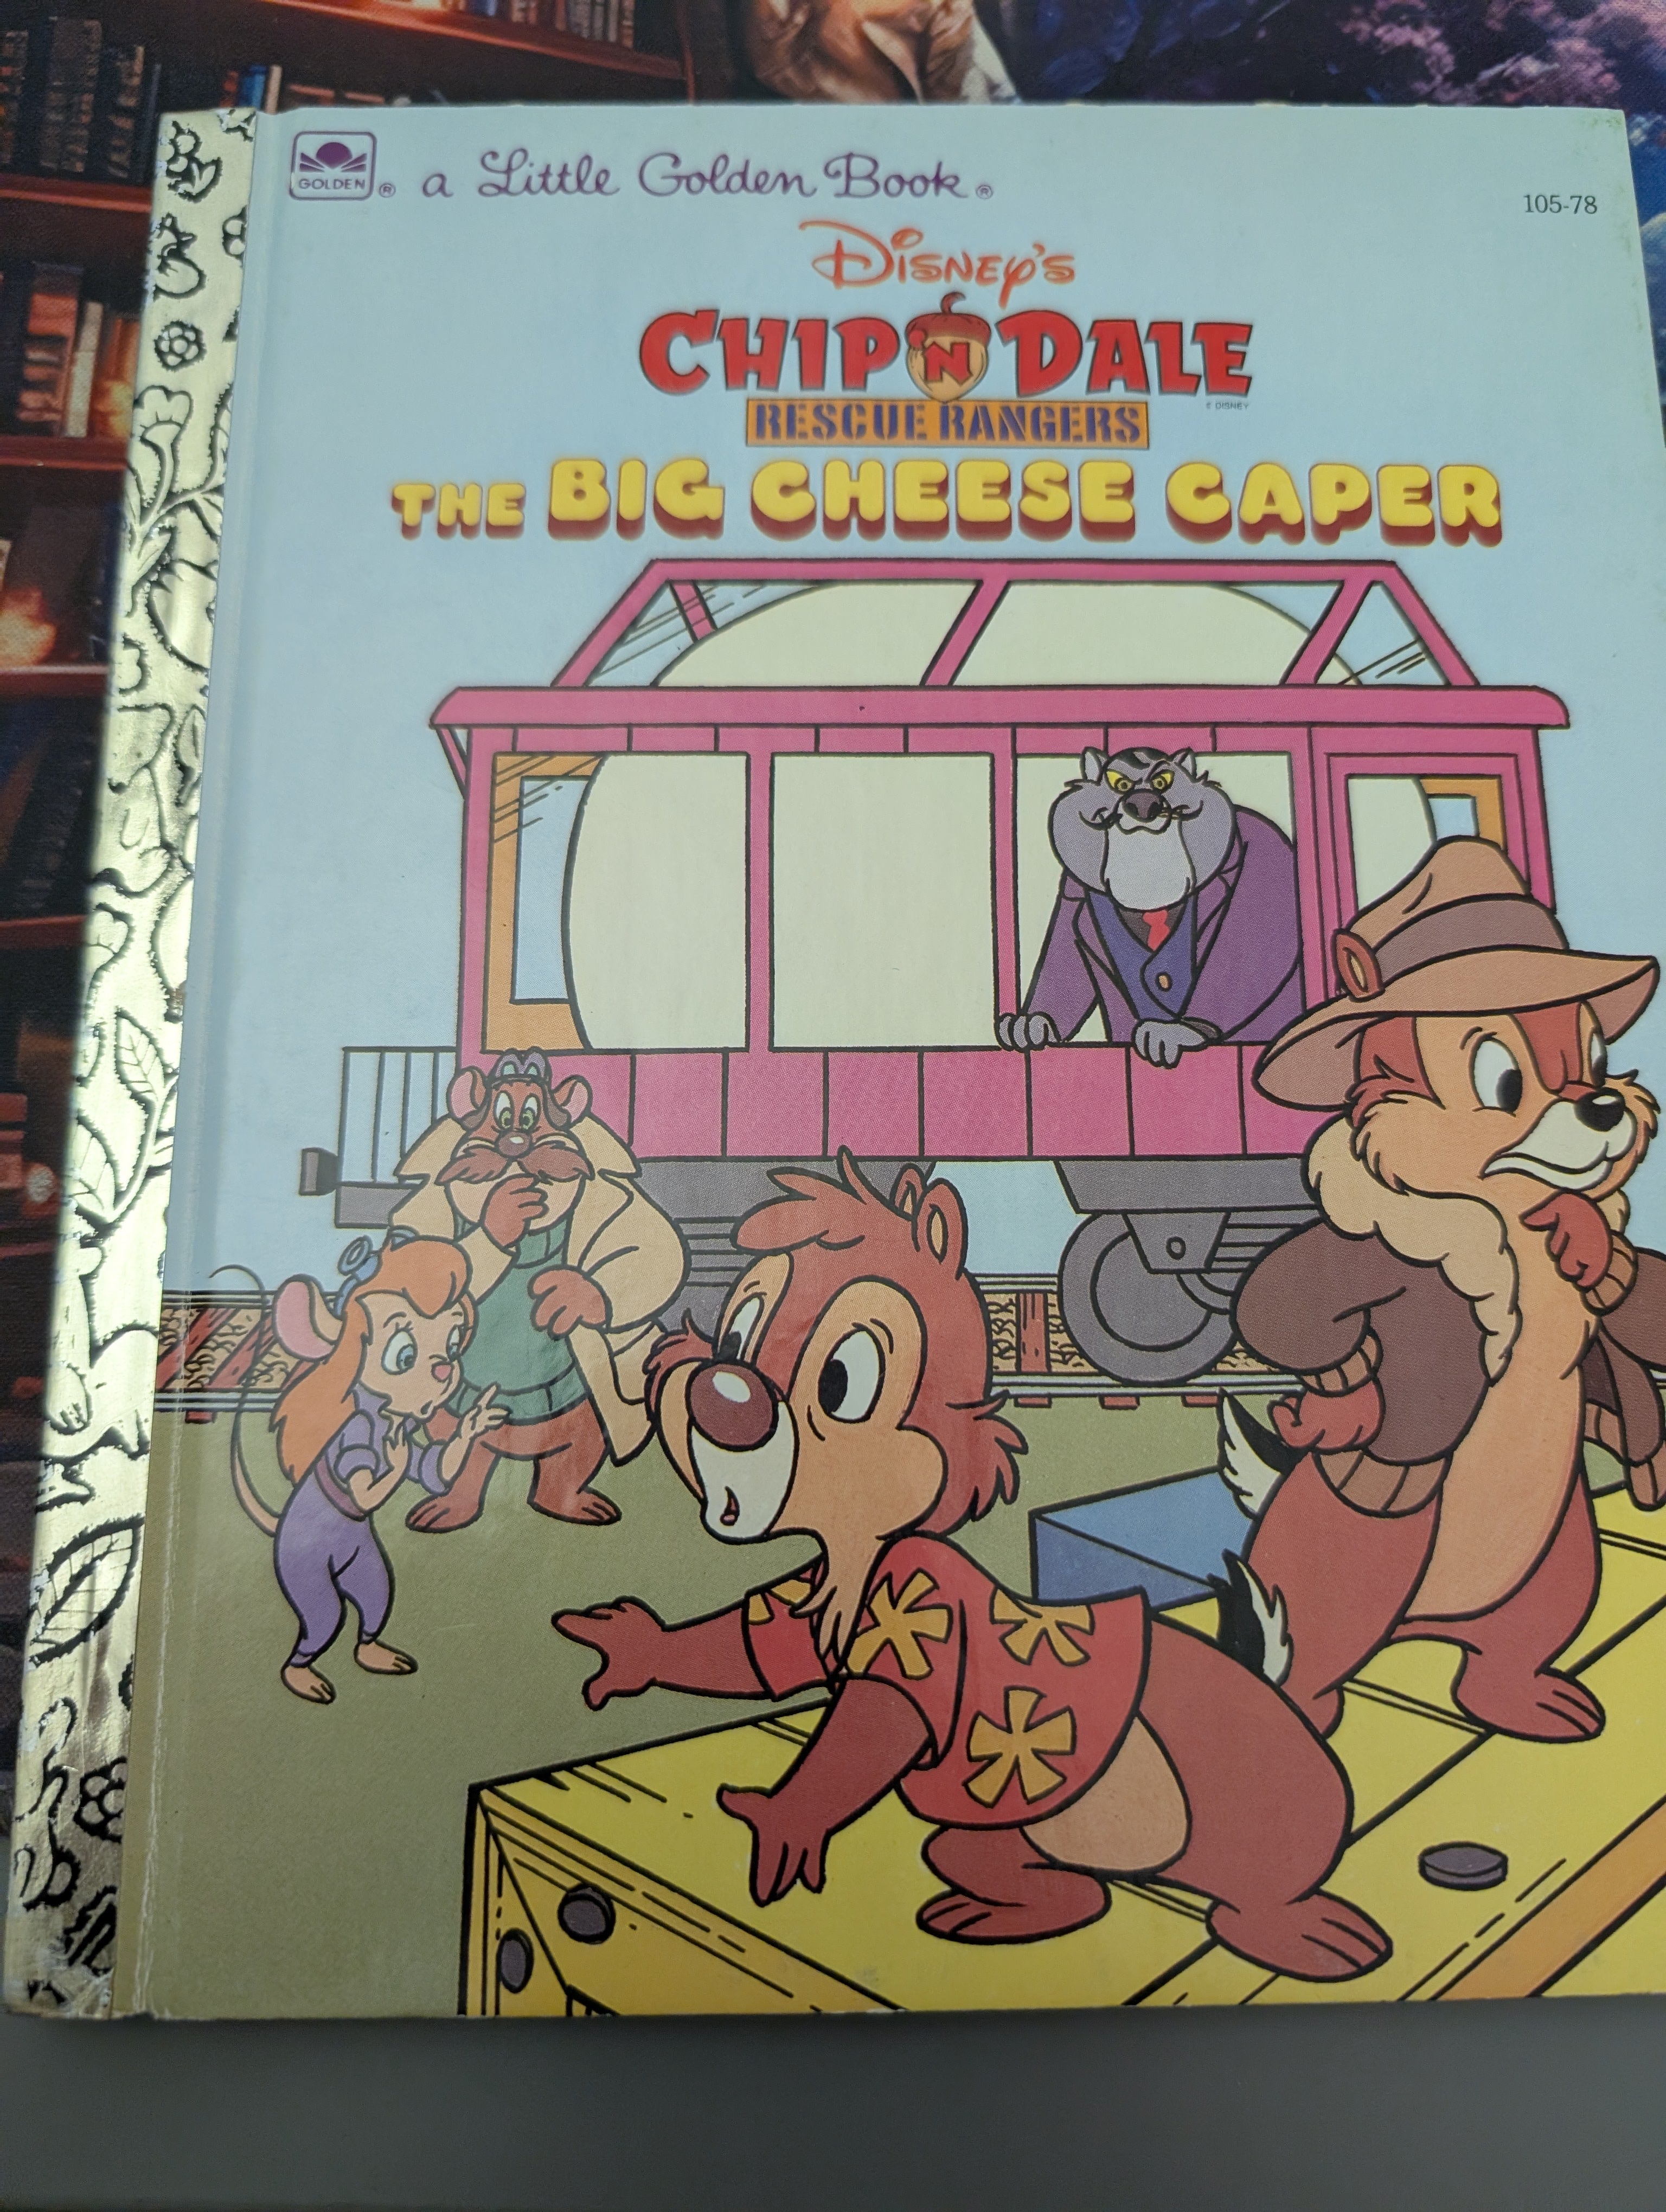 GOLDEN ® a Little Golden Book ®
105-78
DISNEY'S
CHIP 'N DALE
© DISNEY
RESCUE RANGERS
THE BIG CHEESE CAPER